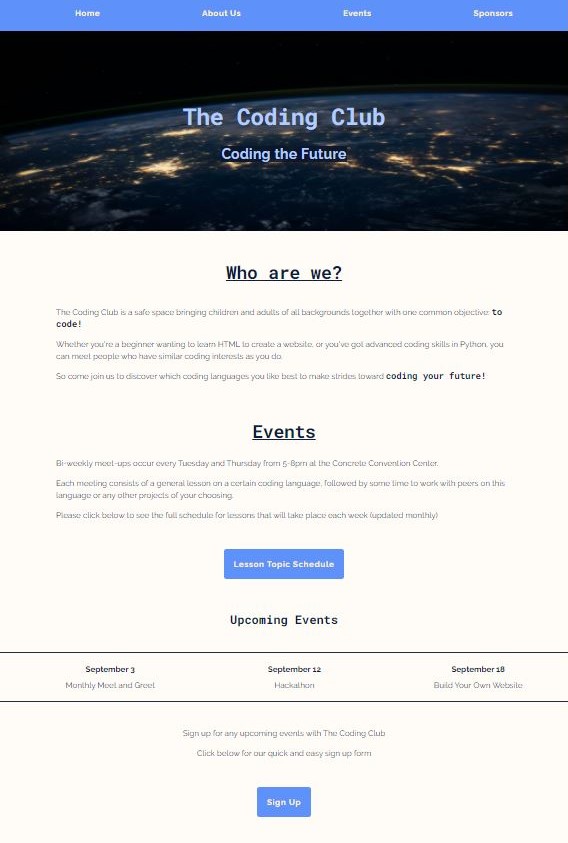 Home About Us Events Sponsors
The Coding Club
Coding the Future
Who are we?
The Coding Club is a safe space bringing children and adults of all backgrounds together with one common objective: to
code!
Whether you're a beginner wanting to learn HTML to create a website, or you've got advanced coding skills in Python, you
can meet people who have similar coding interests as you do.
So come join us to discover which coding languages you like best to make strides toward coding your future!
Events
Bi-weekly meet-ups occur every Tuesday and Thursday from 5-8pm at the Concrete Convention Center.
Each meeting consists of a general lesson on a certain coding language, followed by some time to work with peers on this
language or any other projects of your choosing.
Please click below to see the full schedule for lessons that will take place each week (updated monthly)
Lesson Topic Schedule
Upcoming Events
September 3 September 12 September 18
Monthly Meet and Greet Hackathon Build Your Own Website
Sign up for any upcoming events with The Coding Club
Click below for our quick and easy sign up form
Sign Up